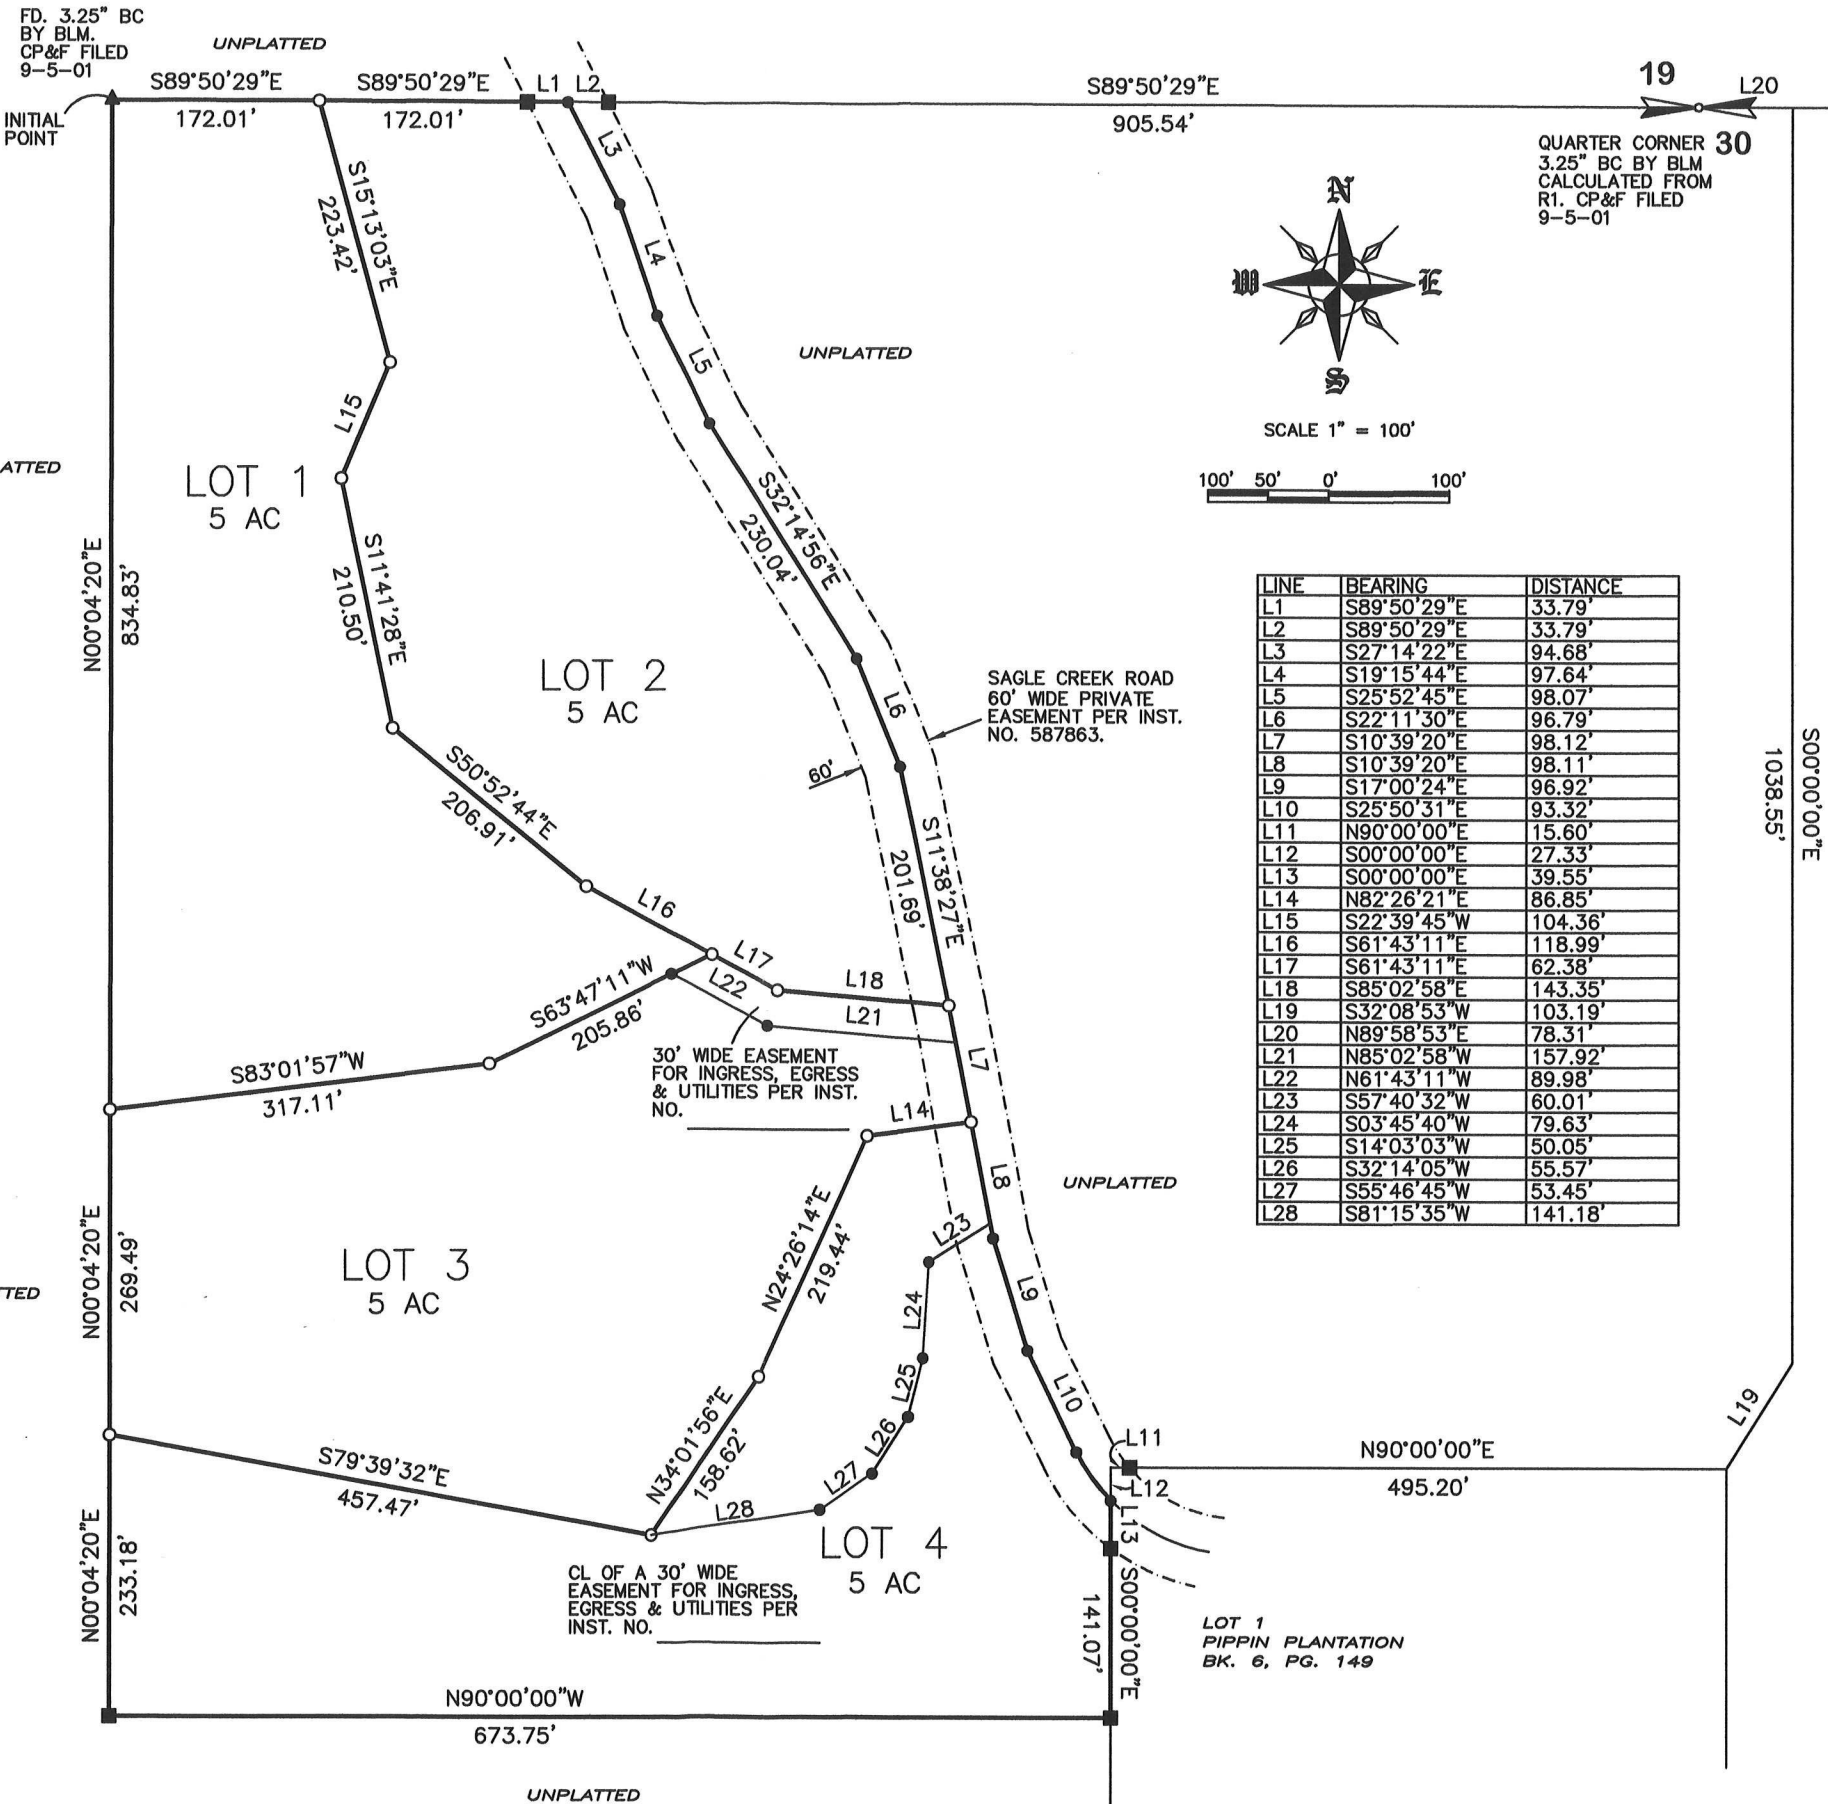 FD. 3.25" BC
BY BLM.
CP&F FILED
9-5-01
UNPLATTED
INITIAL
POINT
S89°50'29"E
172.01'
S89°50'29"E
172.01'
L1
L2
S89°50'29"E
905.54'
19
L20
QUARTER CORNER 30
3.25" BC BY BLM
CALCULATED FROM
R1. CP&F FILED
9-5-01
N
W
E
S
SCALE 1" = 100'
100' 50' 0' 100'
L3
S15°13'03"E
223.42'
L4
L5
UNPLATTED
L15
ATTED
LOT 1
5 AC
S32°14'56"E
230.04'
S11°41'28"E
210.50'
N00°04'20"E
834.83'
LOT 2
5 AC
L6
SAGLE CREEK ROAD
60' WIDE PRIVATE
EASEMENT PER INST.
NO. 587863.
60'
S50°52'44"E
206.91'
S11°38'27"E
201.69'
S00°00'00"E
1038.55'
LINE BEARING DISTANCE
L1 S89°50'29"E 33.79'
L2 S89°50'29"E 33.79'
L3 S27°14'22"E 94.68'
L4 S19°15'44"E 97.64'
L5 S25°52'45"E 98.07'
L6 S22°11'30"E 96.79'
L7 S10°39'20"E 98.12'
L8 S10°39'20"E 98.11'
L9 S17°00'24"E 96.92'
L10 S25°50'31"E 93.32'
L11 N90°00'00"E 15.60'
L12 S00°00'00"E 27.33'
L13 S00°00'00"E 39.55'
L14 N82°26'21"E 86.85'
L15 S22°39'45"W 104.36'
L16 S61°43'11"E 118.99'
L17 S61°43'11"E 62.38'
L18 S85°02'58"E 143.35'
L19 S32°08'53"W 103.19'
L20 N89°58'53"E 78.31'
L21 N85°02'58"W 157.92'
L22 N61°43'11"W 89.98'
L23 S57°40'32"W 60.01'
L24 S03°45'40"W 79.63'
L25 S14°03'03"W 50.05'
L26 S32°14'05"W 55.57'
L27 S55°46'45"W 53.45'
L28 S81°15'35"W 141.18'
L16
L17
L18
L22
L21
S63°47'11"W
205.86'
S83°01'57"W
317.11'
30' WIDE EASEMENT
FOR INGRESS, EGRESS
& UTILITIES PER INST.
NO.
L7
L14
L8
UNPLATTED
N24°26'14"E
219.44'
L23
N00°04'20"E
269.49'
LOT 3
5 AC
TTED
L24
L9
L25
L10
N34°01'56"E
158.62'
L26
L27
L28
S79°39'32"E
457.47'
L11
L12
L13
N90°00'00"E
495.20'
L19
LOT 4
5 AC
CL OF A 30' WIDE
EASEMENT FOR INGRESS,
EGRESS & UTILITIES PER
INST. NO.
N00°04'20"E
233.18'
S00°00'00"E
141.07'
LOT 1
PIPPIN PLANTATION
BK. 6, PG. 149
N90°00'00"W
673.75'
UNPLATTED